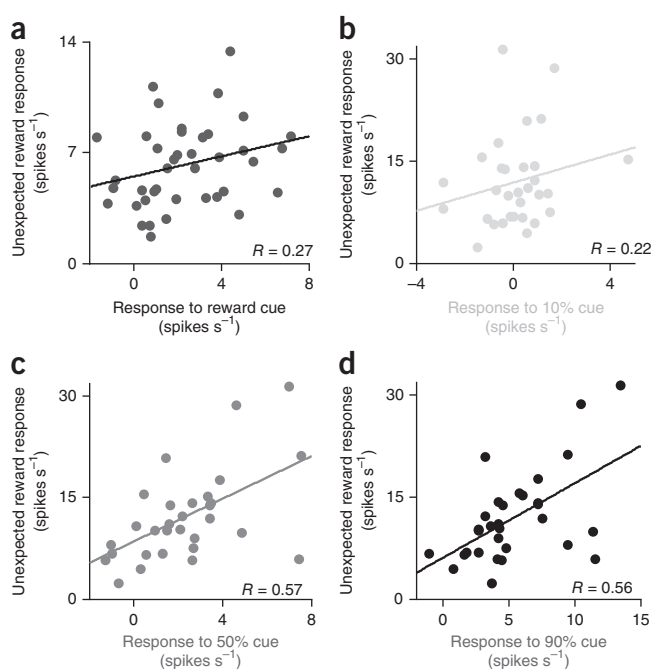 a
Unexpected reward response
(spikes s⁻¹)
14
7
0
0
4
8
R = 0.27
Response to reward cue
(spikes s⁻¹)
b
Unexpected reward response
(spikes s⁻¹)
30
15
0
–4
0
4
R = 0.22
Response to 10% cue
(spikes s⁻¹)
c
Unexpected reward response
(spikes s⁻¹)
30
15
0
0
4
8
R = 0.57
Response to 50% cue
(spikes s⁻¹)
d
Unexpected reward response
(spikes s⁻¹)
30
15
0
0
5
10
15
R = 0.56
Response to 90% cue
(spikes s⁻¹)